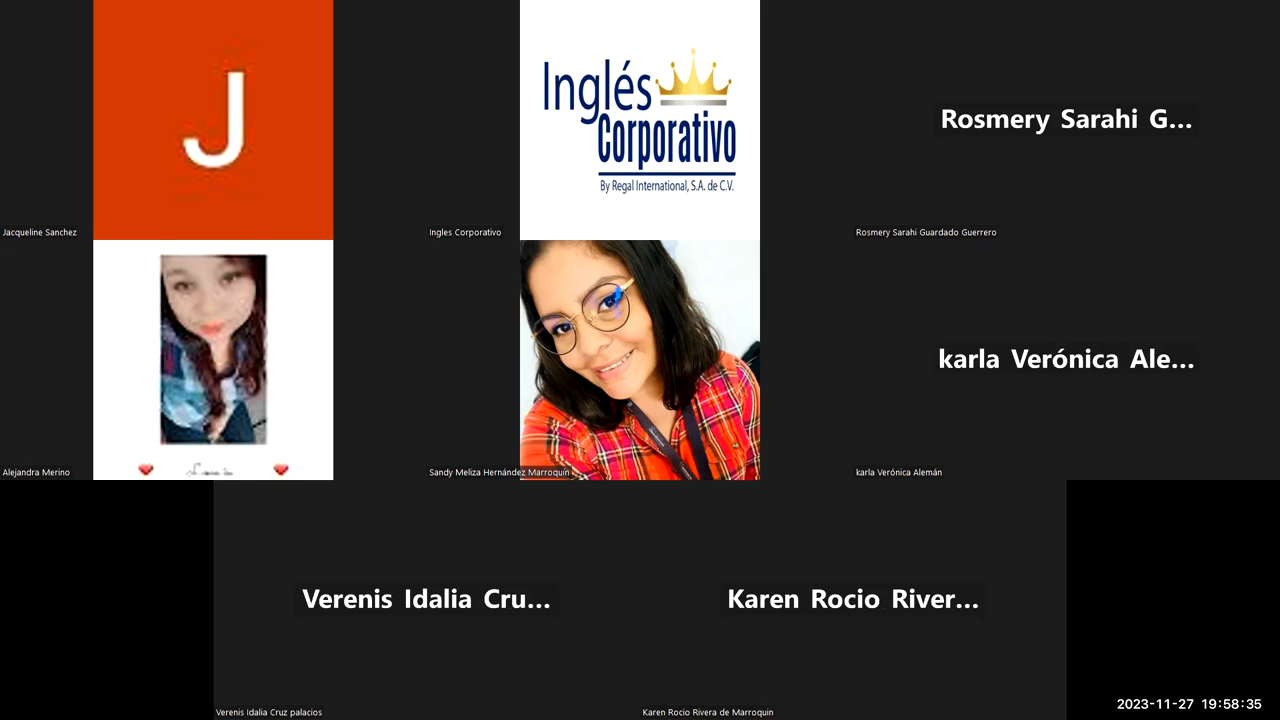 J
Jacqueline Sanchez
Inglés
Corporativo
By Regal International, S.A. de C.V.
Ingles Corporativo
Rosmery Sarahi G...
Rosmery Sarahi Guardado Guerrero
Alejandra Merino
Sandy Meliza Hernández Marroquín
karla Verónica Ale...
karla Verónica Alemán
Verenis Idalia Cru...
Verenis Idalia Cruz palacios
Karen Rocio River...
Karen Rocio Rivera de Marroquin
2023-11-27 19:58:35